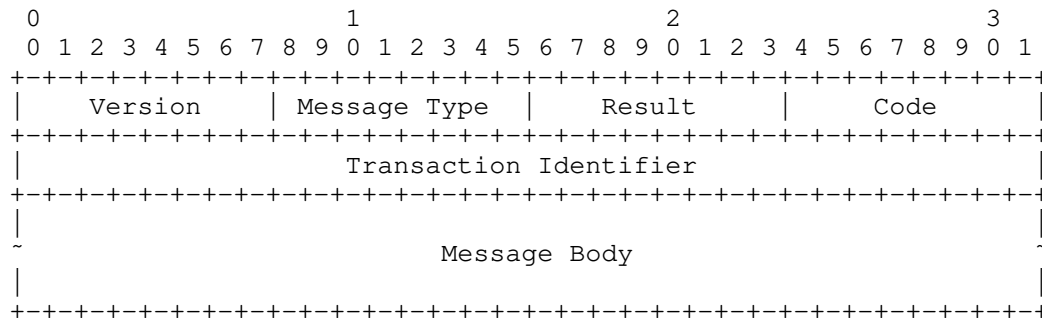 0                   1                   2                   3
 0 1 2 3 4 5 6 7 8 9 0 1 2 3 4 5 6 7 8 9 0 1 2 3 4 5 6 7 8 9 0 1
+-+-+-+-+-+-+-+-+-+-+-+-+-+-+-+-+-+-+-+-+-+-+-+-+-+-+-+-+-+-+-+-+
|    Version    | Message Type  |    Result     |     Code      |
+-+-+-+-+-+-+-+-+-+-+-+-+-+-+-+-+-+-+-+-+-+-+-+-+-+-+-+-+-+-+-+-+
|                    Transaction Identifier                     |
+-+-+-+-+-+-+-+-+-+-+-+-+-+-+-+-+-+-+-+-+-+-+-+-+-+-+-+-+-+-+-+-+
|                                                               |
~                          Message Body                         ~
|                                                               |
+-+-+-+-+-+-+-+-+-+-+-+-+-+-+-+-+-+-+-+-+-+-+-+-+-+-+-+-+-+-+-+-+